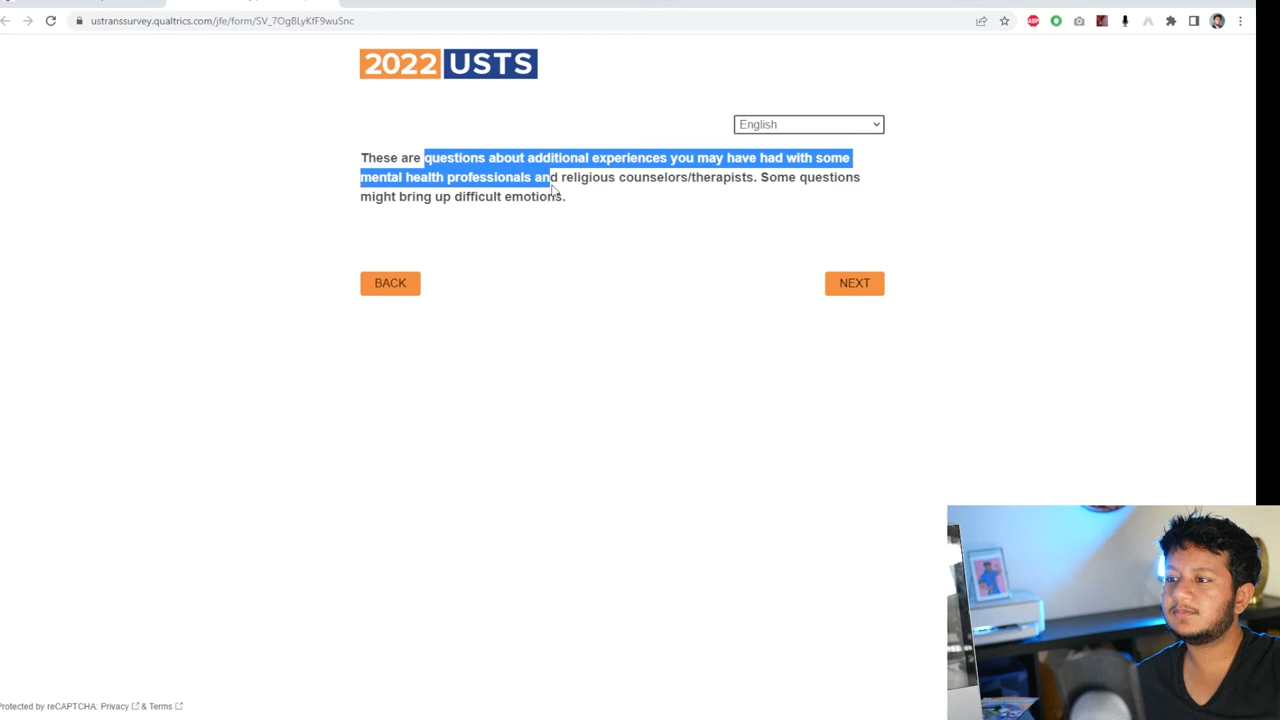 ustranssurvey.qualtrics.com/jfe/form/SV_7OgBLyKfF9wuSnc
ABP
2022 USTS
English
These are questions about additional experiences you may have had with some
mental health professionals and religious counselors/therapists. Some questions
might bring up difficult emotions.
BACK
NEXT
Protected by reCAPTCHA: Privacy & Terms